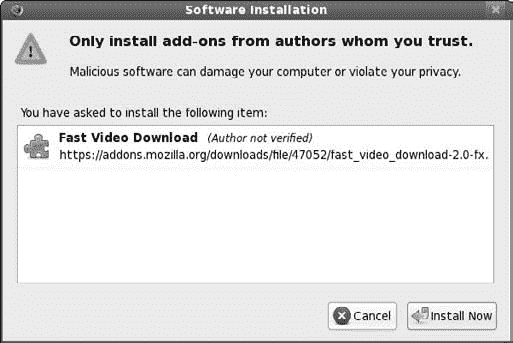 Software Installation
Only install add-ons from authors whom you trust.
Malicious software can damage your computer or violate your privacy.
You have asked to install the following item:
Fast Video Download (Author not verified)
https://addons.mozilla.org/downloads/file/47052/fast_video_download-2.0-fx.
Cancel
Install Now